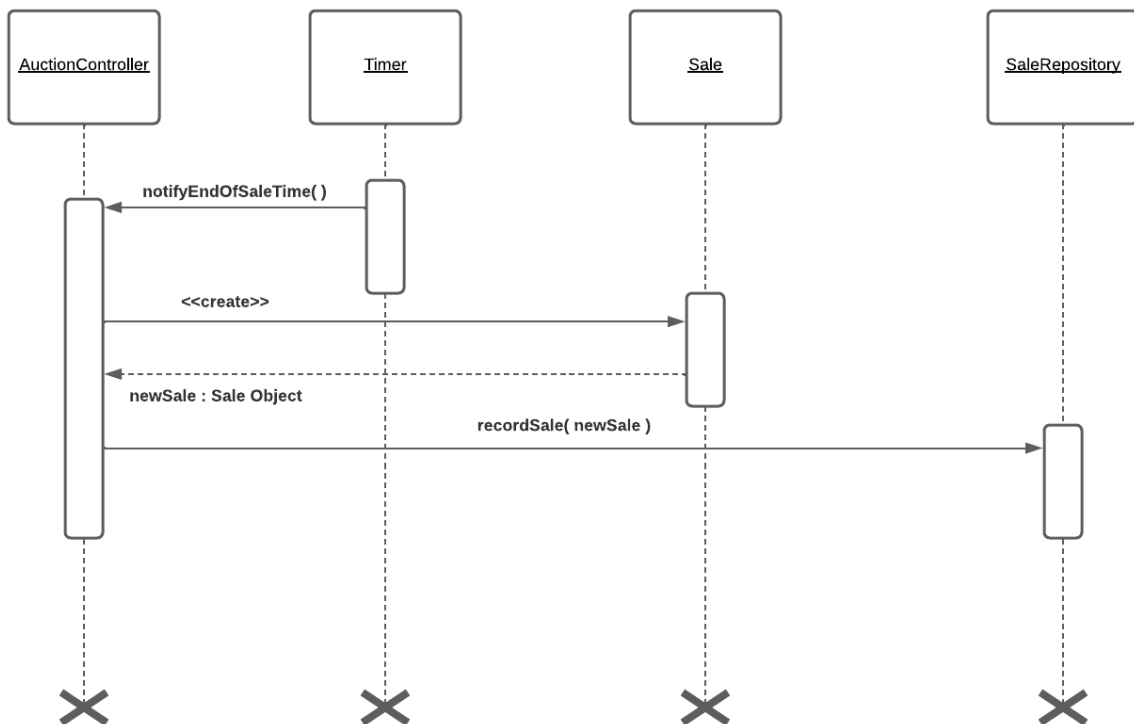 AuctionController
Timer
Sale
SaleRepository
notifyEndOfSaleTime( )
<<create>>
newSale : Sale Object
recordSale( newSale )